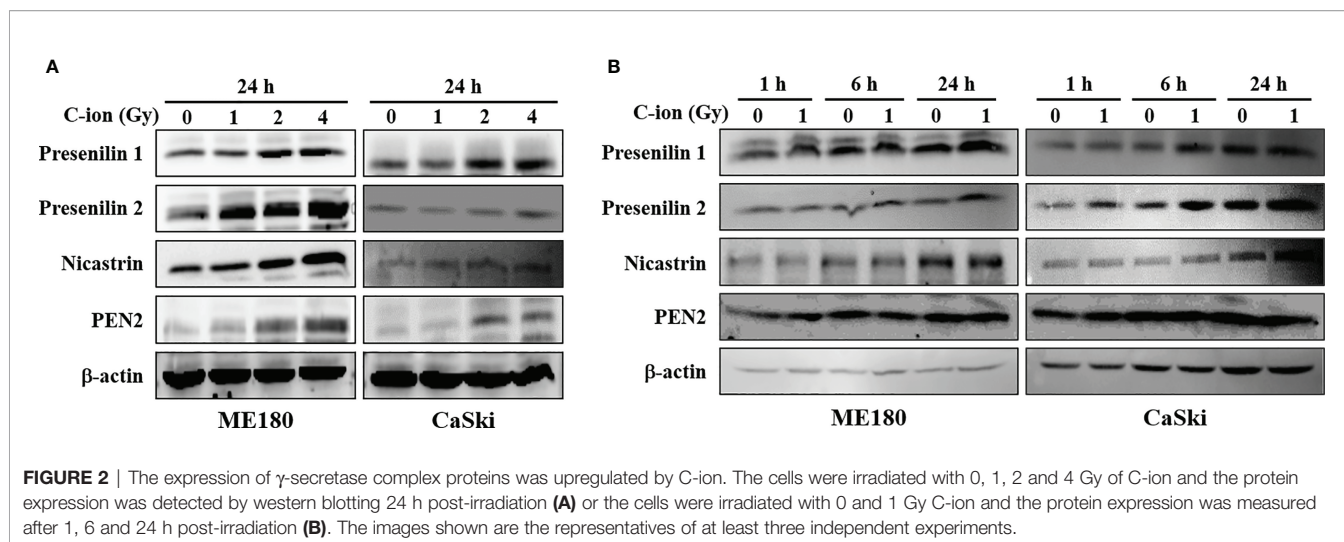 A
24 h 24 h
C-ion (Gy) 0 1 2 4 0 1 2 4
Presenilin 1
Presenilin 2
Nicastrin
PEN2
β-actin
ME180 CaSki
B
1 h 6 h 24 h 1 h 6 h 24 h
C-ion (Gy) 0 1 0 1 0 1 0 1 0 1 0 1
Presenilin 1
Presenilin 2
Nicastrin
PEN2
β-actin
ME180 CaSki
FIGURE 2 | The expression of γ-secretase complex proteins was upregulated by C-ion. The cells were irradiated with 0, 1, 2 and 4 Gy of C-ion and the protein
expression was detected by western blotting 24 h post-irradiation (A) or the cells were irradiated with 0 and 1 Gy C-ion and the protein expression was measured
after 1, 6 and 24 h post-irradiation (B). The images shown are the representatives of at least three independent experiments.